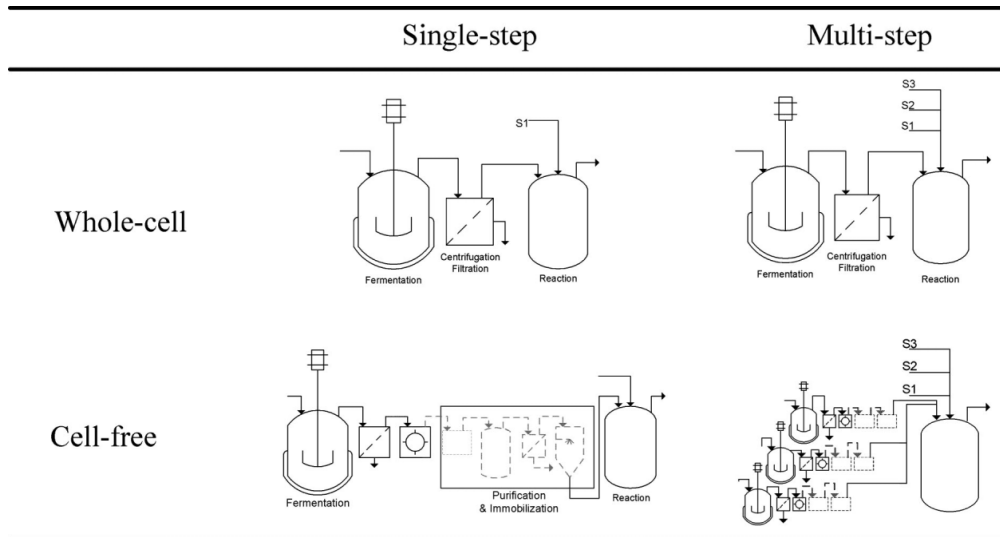 Single-step
Multi-step
Whole-cell
S1
Fermentation
Centrifugation
Filtration
Reaction
S3
S2
S1
Fermentation
Centrifugation
Filtration
Reaction
Cell-free
Fermentation
Purification
& Immobilization
Reaction
S3
S2
S1